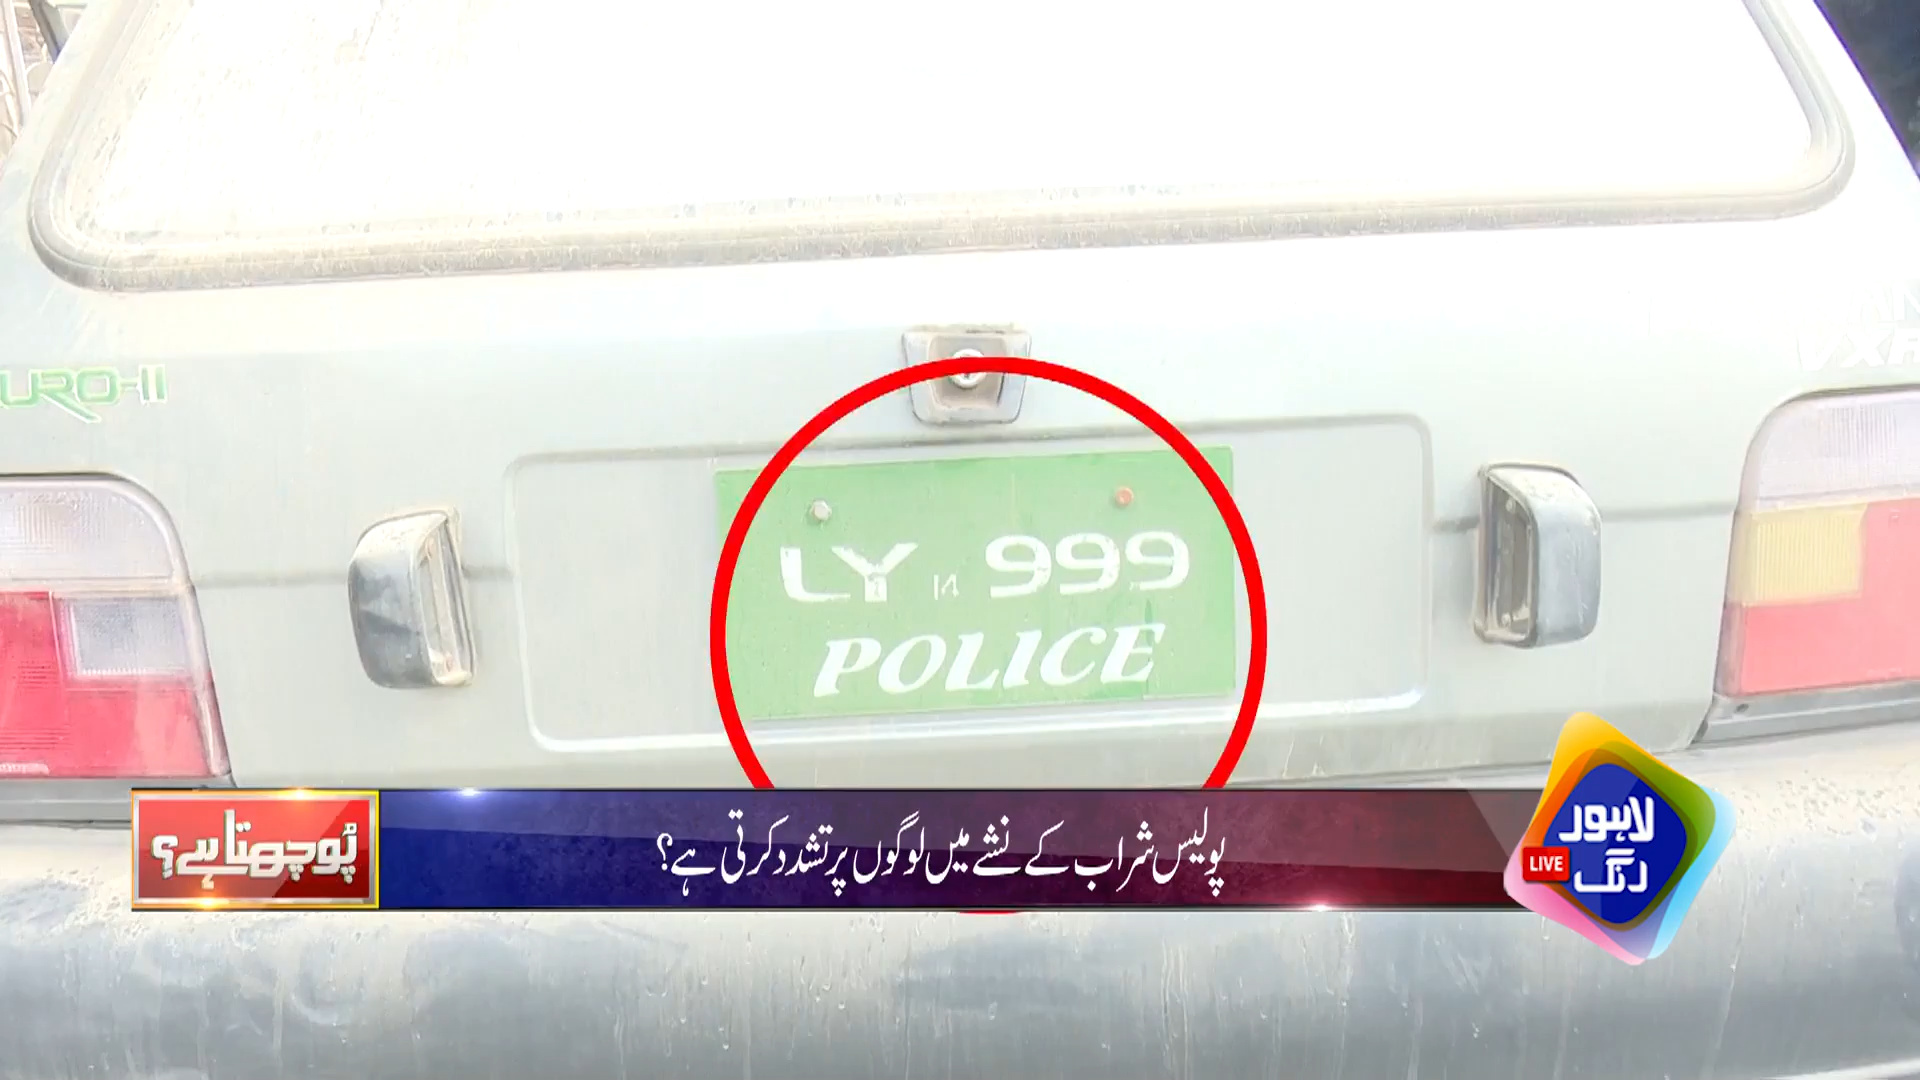 URO-II
VXR
LY 14 999
POLICE
پولیس شراب کے نشے میں لوگوں پر تشدد کرتی ہے؟
پوچھتا ہے؟
لاہور
رنگ
LIVE